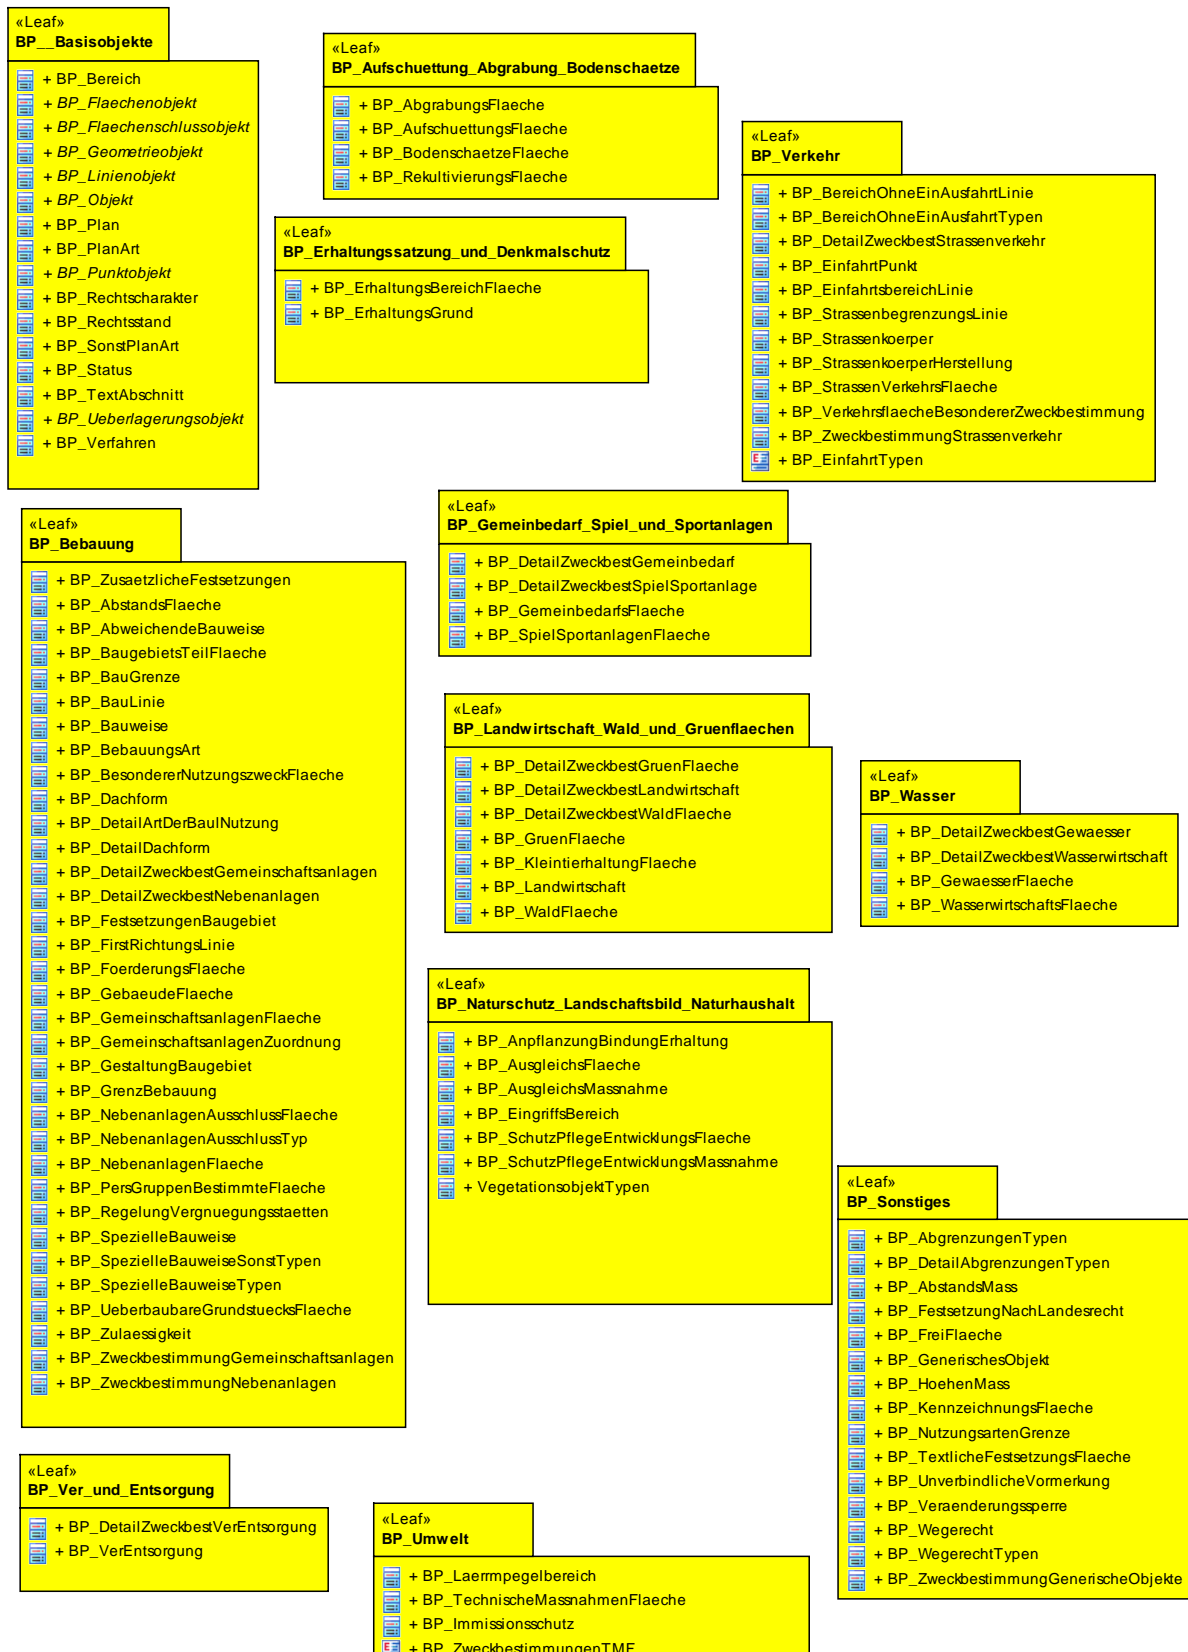 «Leaf»
BP__Basisobjekte
+ BP_Bereich
+ BP_Flaechenobjekt
+ BP_Flaechenschlussobjekt
+ BP_Geometrieobjekt
+ BP_Linienobjekt
+ BP_Objekt
+ BP_Plan
+ BP_PlanArt
+ BP_Punktobjekt
+ BP_Rechtscharakter
+ BP_Rechtsstand
+ BP_SonstPlanArt
+ BP_Status
+ BP_TextAbschnitt
+ BP_Ueberlagerungsobjekt
+ BP_Verfahren
«Leaf»
BP_Aufschuettung_Abgrabung_Bodenschaetze
+ BP_AbgrabungsFlaeche
+ BP_AufschuettungsFlaeche
+ BP_BodenschaetzeFlaeche
+ BP_RekultivierungsFlaeche
«Leaf»
BP_Erhaltungssatzung_und_Denkmalschutz
+ BP_ErhaltungsBereichFlaeche
+ BP_ErhaltungsGrund
«Leaf»
BP_Verkehr
+ BP_BereichOhneEinAusfahrtLinie
+ BP_BereichOhneEinAusfahrtTypen
+ BP_DetailZweckbestStrassenverkehr
+ BP_EinfahrtPunkt
+ BP_EinfahrtsbereichLinie
+ BP_StrassenbegrenzungsLinie
+ BP_Strassenkoerper
+ BP_StrassenkoerperHerstellung
+ BP_StrassenVerkehrsFlaeche
+ BP_VerkehrsflaecheBesondererZweckbestimmung
+ BP_ZweckbestimmungStrassenverkehr
+ BP_EinfahrtTypen
«Leaf»
BP_Bebauung
+ BP_ZusaetzlicheFestsetzungen
+ BP_AbstandsFlaeche
+ BP_AbweichendeBauweise
+ BP_BaugebietsTeilFlaeche
+ BP_BauGrenze
+ BP_BauLinie
+ BP_Bauweise
+ BP_BebauungsArt
+ BP_BesondererNutzungszweckFlaeche
+ BP_Dachform
+ BP_DetailArtDerBaulNutzung
+ BP_DetailDachform
+ BP_DetailZweckbestGemeinschaftsanlagen
+ BP_DetailZweckbestNebenanlagen
+ BP_FestsetzungenBaugebiet
+ BP_FirstRichtungsLinie
+ BP_FoerderungsFlaeche
+ BP_GebaeudeFlaeche
+ BP_GemeinschaftsanlagenFlaeche
+ BP_GemeinschaftsanlagenZuordnung
+ BP_GestaltungBaugebiet
+ BP_GrenzBebauung
+ BP_NebenanlagenAusschlussFlaeche
+ BP_NebenanlagenAusschlussTyp
+ BP_NebenanlagenFlaeche
+ BP_PersGruppenBestimmteFlaeche
+ BP_RegelungVergnuegungsstaetten
+ BP_SpezielleBauweise
+ BP_SpezielleBauweiseSonstTypen
+ BP_SpezielleBauweiseTypen
+ BP_UeberbaubareGrundstuecksFlaeche
+ BP_Zulaessigkeit
+ BP_ZweckbestimmungGemeinschaftsanlagen
+ BP_ZweckbestimmungNebenanlagen
«Leaf»
BP_Gemeinbedarf_Spiel_und_Sportanlagen
+ BP_DetailZweckbestGemeinbedarf
+ BP_DetailZweckbestSpielSportanlage
+ BP_GemeinbedarfsFlaeche
+ BP_SpielSportanlagenFlaeche
«Leaf»
BP_Landwirtschaft_Wald_und_Gruenflaechen
+ BP_DetailZweckbestGruenFlaeche
+ BP_DetailZweckbestLandwirtschaft
+ BP_DetailZweckbestWaldFlaeche
+ BP_GruenFlaeche
+ BP_KleintierhaltungFlaeche
+ BP_Landwirtschaft
+ BP_WaldFlaeche
«Leaf»
BP_Wasser
+ BP_DetailZweckbestGewaesser
+ BP_DetailZweckbestWasserwirtschaft
+ BP_GewaesserFlaeche
+ BP_WasserwirtschaftsFlaeche
«Leaf»
BP_Naturschutz_Landschaftsbild_Naturhaushalt
+ BP_AnpflanzungBindungErhaltung
+ BP_AusgleichsFlaeche
+ BP_AusgleichsMassnahme
+ BP_EingriffsBereich
+ BP_SchutzPflegeEntwicklungsFlaeche
+ BP_SchutzPflegeEntwicklungsMassnahme
+ VegetationsobjektTypen
«Leaf»
BP_Sonstiges
+ BP_AbgrenzungenTypen
+ BP_DetailAbgrenzungenTypen
+ BP_AbstandsMass
+ BP_FestsetzungNachLandesrecht
+ BP_FreiFlaeche
+ BP_GenerischesObjekt
+ BP_HoehenMass
+ BP_KennzeichnungsFlaeche
+ BP_NutzungsartenGrenze
+ BP_TextlicheFestsetzungsFlaeche
+ BP_UnverbindlicheVormerkung
+ BP_Veraenderungssperre
+ BP_Wegerecht
+ BP_WegerechtTypen
+ BP_ZweckbestimmungGenerischeObjekte
«Leaf»
BP_Ver_und_Entsorgung
+ BP_DetailZweckbestVerEntsorgung
+ BP_VerEntsorgung
«Leaf»
BP_Umwelt
+ BP_Laerrmpegelbereich
+ BP_TechnischeMassnahmenFlaeche
+ BP_Immissionsschutz
+ BP_ZweckbestimmungenTMF